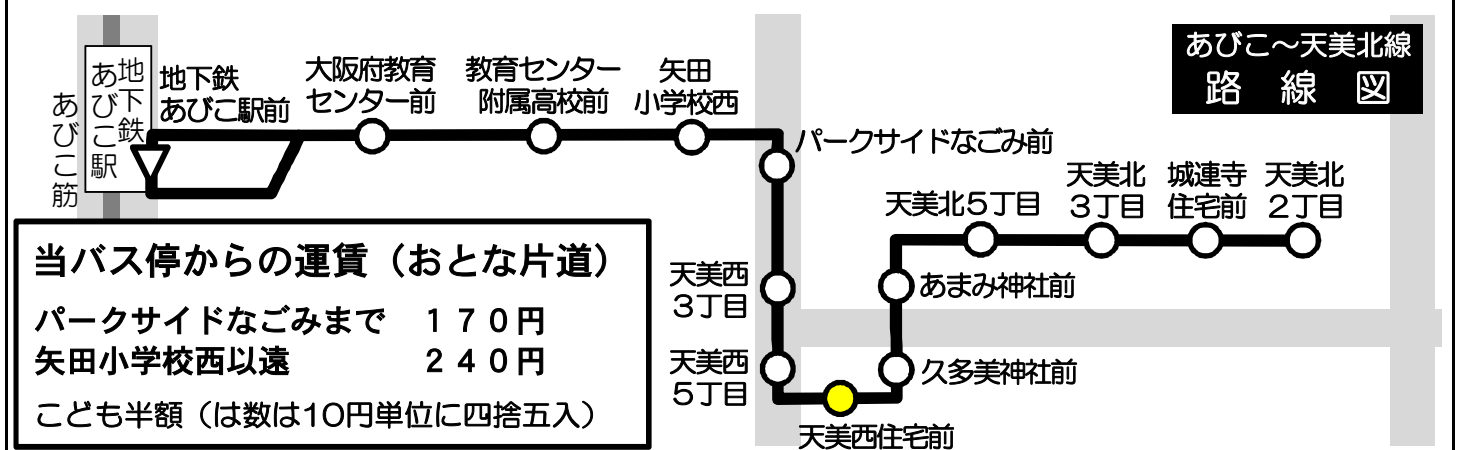 あびこ～天美北線
路線図
あびこ筋
地下鉄
あびこ駅
地下鉄
あびこ駅前
大阪府教育
センター前
教育センター
附属高校前
矢田
小学校西
パークサイドなごみ前
天美西
3丁目
天美西
5丁目
天美西住宅前
久多美神社前
あまみ神社前
天美北5丁目
天美北
3丁目
城連寺
住宅前
天美北
2丁目
当バス停からの運賃（おとな片道）
パークサイドなごみまで　１７０円
矢田小学校西以遠　２４０円
こども半額（は数は10円単位に四捨五入）